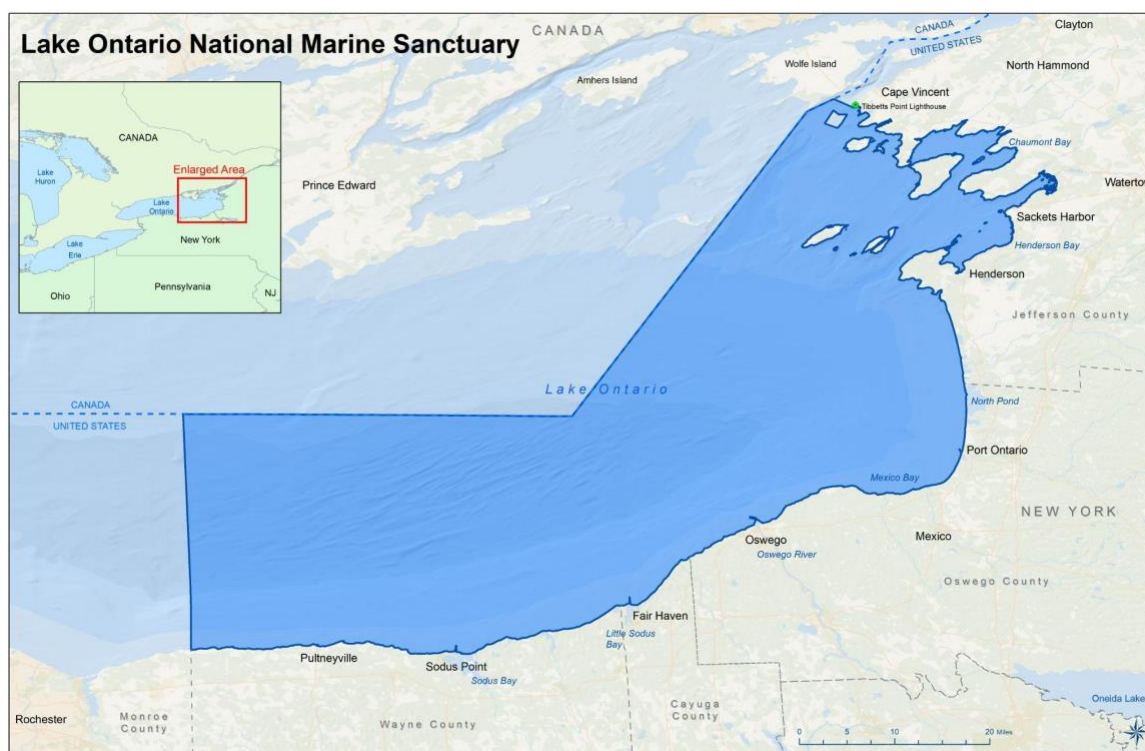 Lake Ontario National Marine Sanctuary
CANADA
CANADA
UNITED STATES
Clayton
Wolfe Island
Amhers Island
North Hammond
Cape Vincent
Tibbetts Point Lighthouse
CANADA
Enlarged Area
Lake
Huron
Lake
Ontario
Lake
Erie
New York
Pennsylvania
Ohio
NJ
Prince Edward
Chaumont Bay
Watertow
Sackets Harbor
Henderson Bay
Henderson
Jefferson County
Lake Ontario
CANADA
UNITED STATES
North Pond
Port Ontario
Mexico Bay
NEW YORK
Oswego
Mexico
Oswego River
Oswego County
Fair Haven
Little Sodus
Bay
Pultneyville
Sodus Point
Sodus Bay
Oneida Lake
Rochester
Monroe
County
Wayne County
Cayuga
County
0 5 10 20 Miles